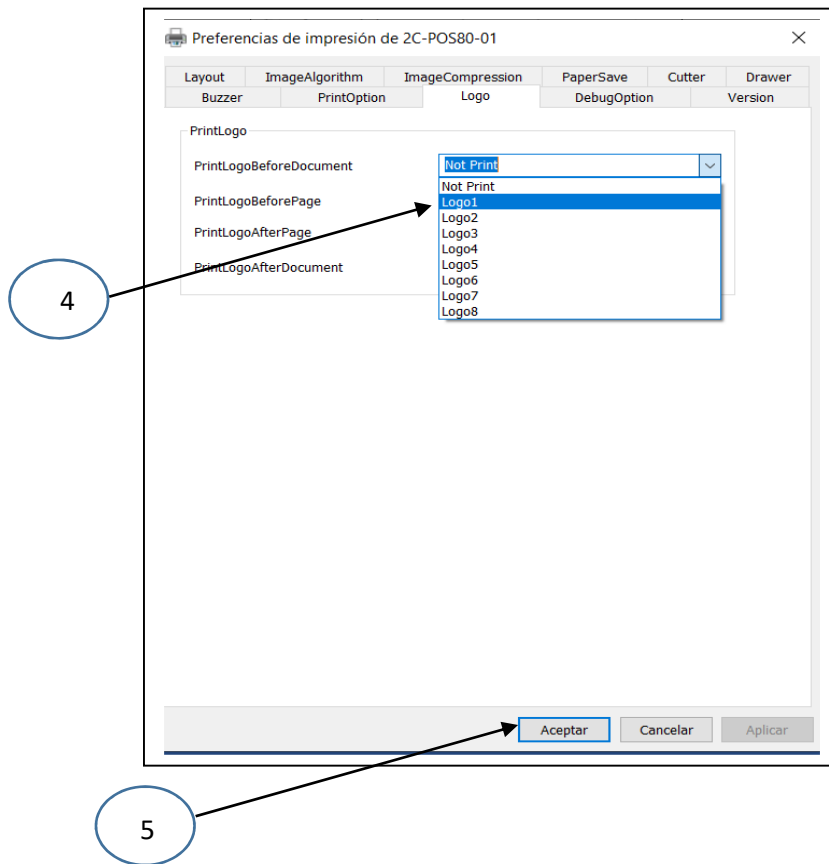 Preferencias de impresión de 2C-POS80-01
Layout ImageAlgorithm ImageCompression PaperSave Cutter Drawer
Buzzer PrintOption Logo DebugOption Version
PrintLogo
PrintLogoBeforeDocument Not Print
Not Print
PrintLogoBeforePage Logo1
Logo2
PrintLogoAfterPage Logo3
Logo4
PrintLogoAfterDocument Logo5
Logo6
Logo7
Logo8
4
Aceptar Cancelar Aplicar
5